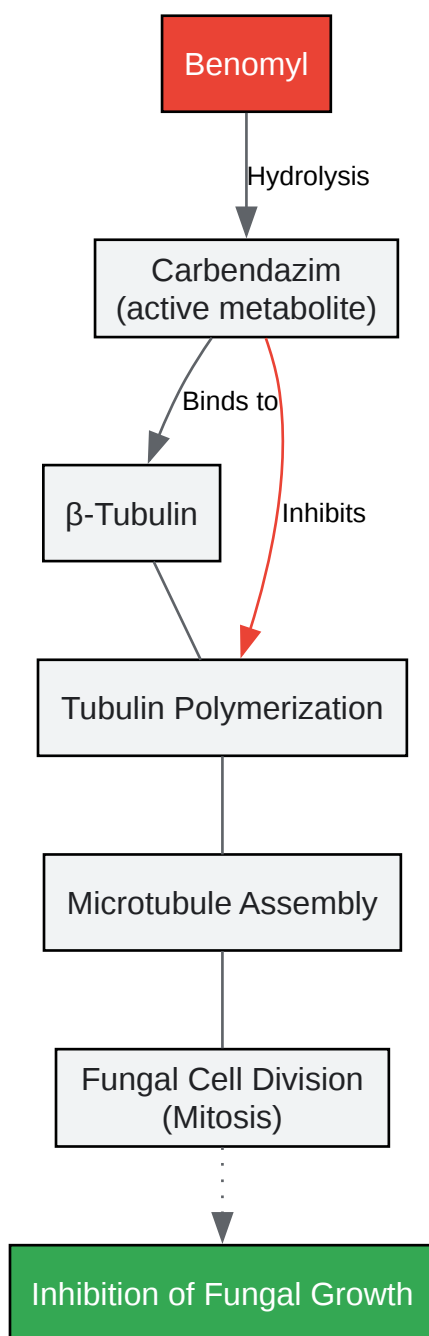 Benomyl
Hydrolysis
Carbendazim
(active metabolite)
Binds to
β-Tubulin
Inhibits
Tubulin Polymerization
Microtubule Assembly
Fungal Cell Division
(Mitosis)
Inhibition of Fungal Growth